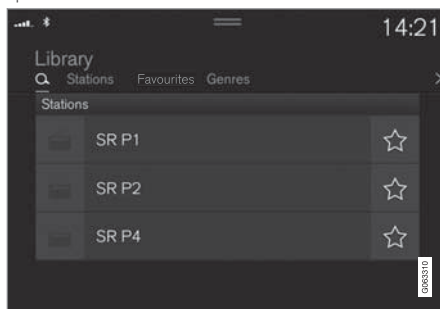 14:21
Library
Stations Favourites Genres
Stations
SR P1
SR P2
SR P4
G063310